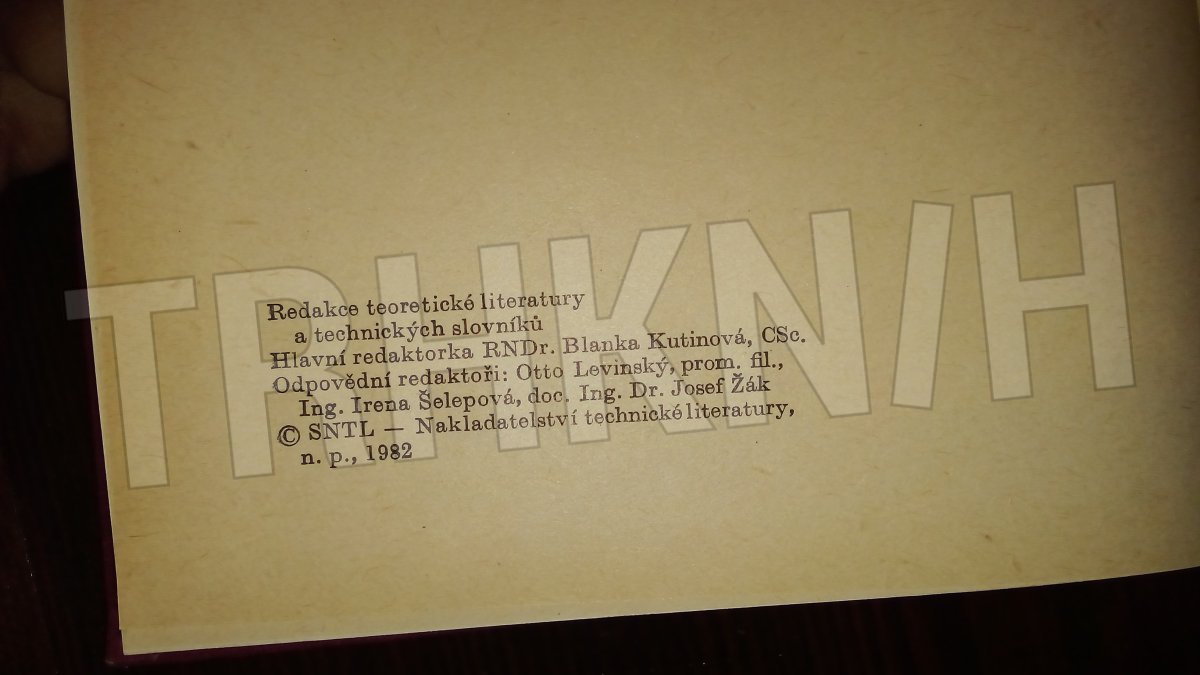 Redakce teoretické literatury
a technických slovníků
Hlavní redaktorka RNDr. Blanka Kutinová, CSc.
Odpovědní redaktoři: Otto Levinský, prom. fil.,
Ing. Irena Šelepová, doc. Ing. Dr. Josef Žák
© SNTL — Nakladatelství technické literatury,
n. p., 1982
TRHKN/H